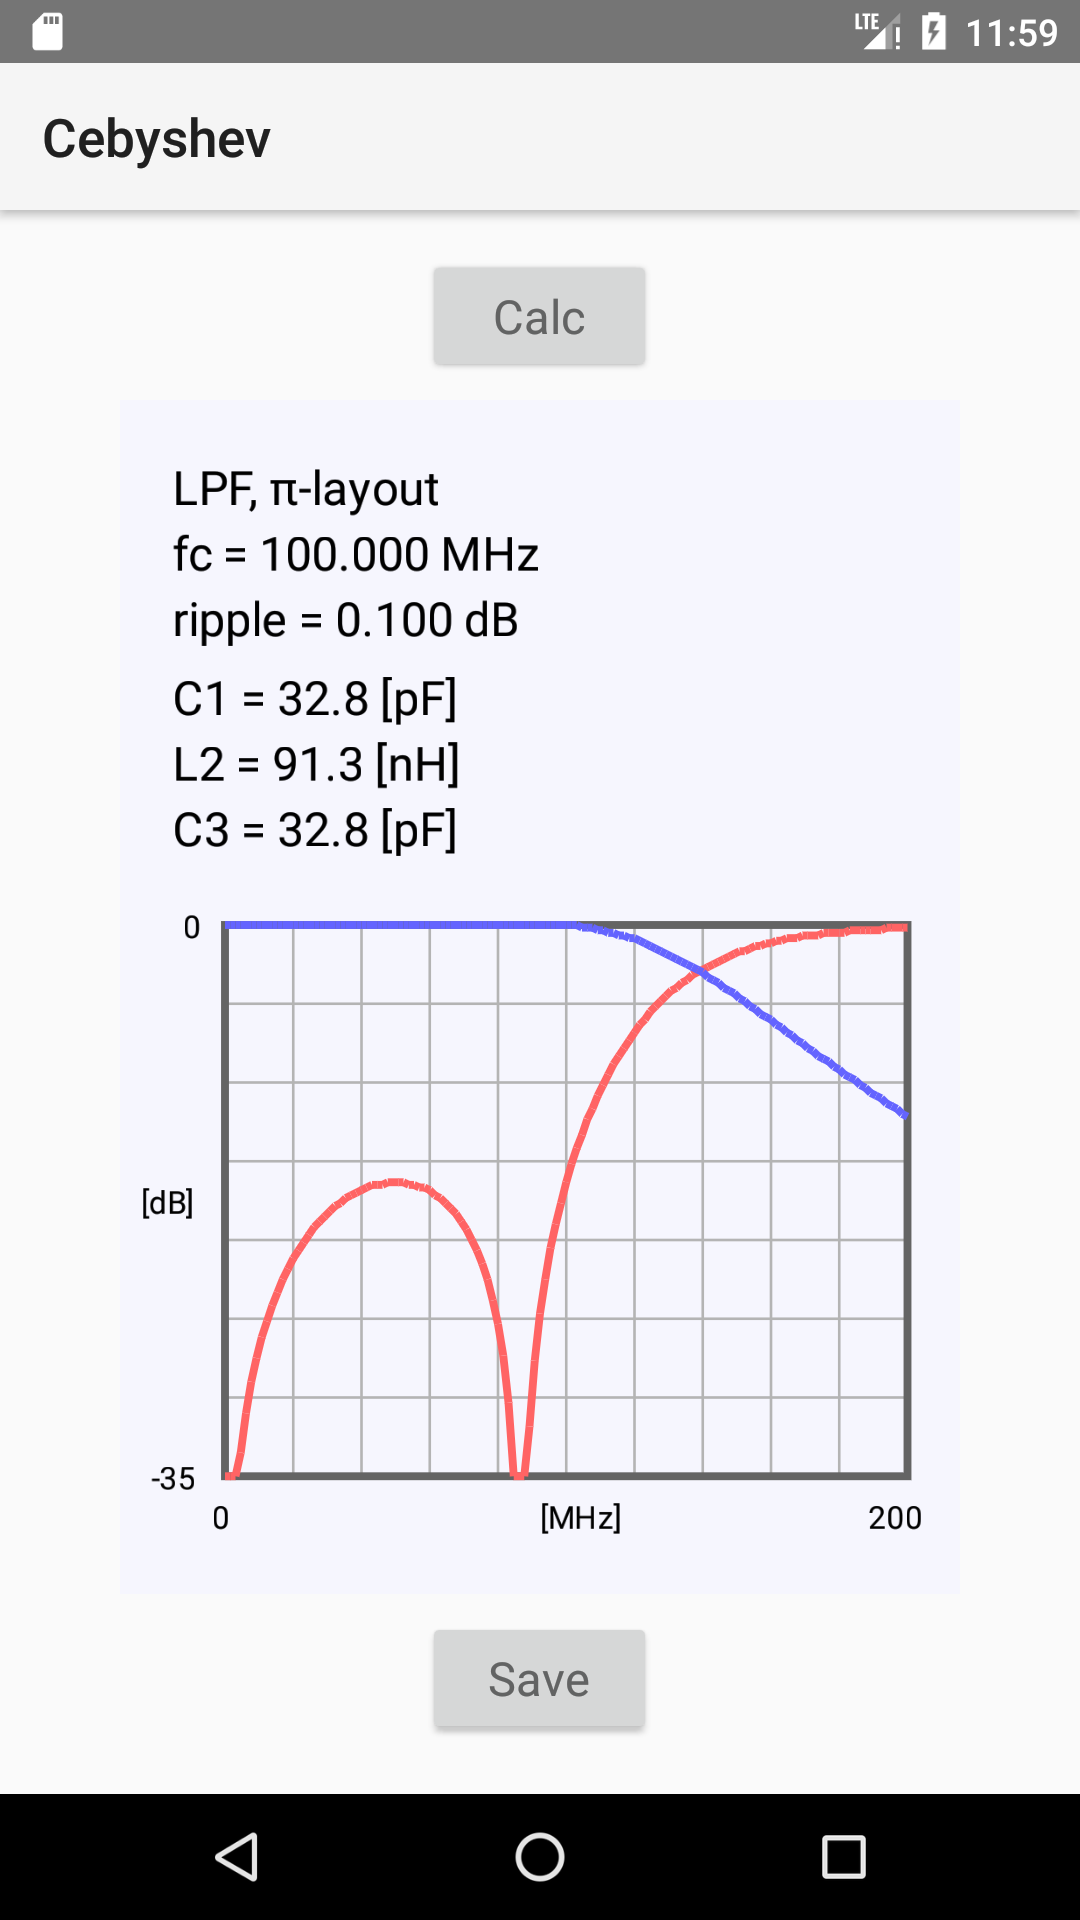 LTE 11:59
Cebyshev
Calc
LPF, π-layout
fc = 100.000 MHz
ripple = 0.100 dB
C1 = 32.8 [pF]
L2 = 91.3 [nH]
C3 = 32.8 [pF]
0
[dB]
-35
0 [MHz] 200
Save